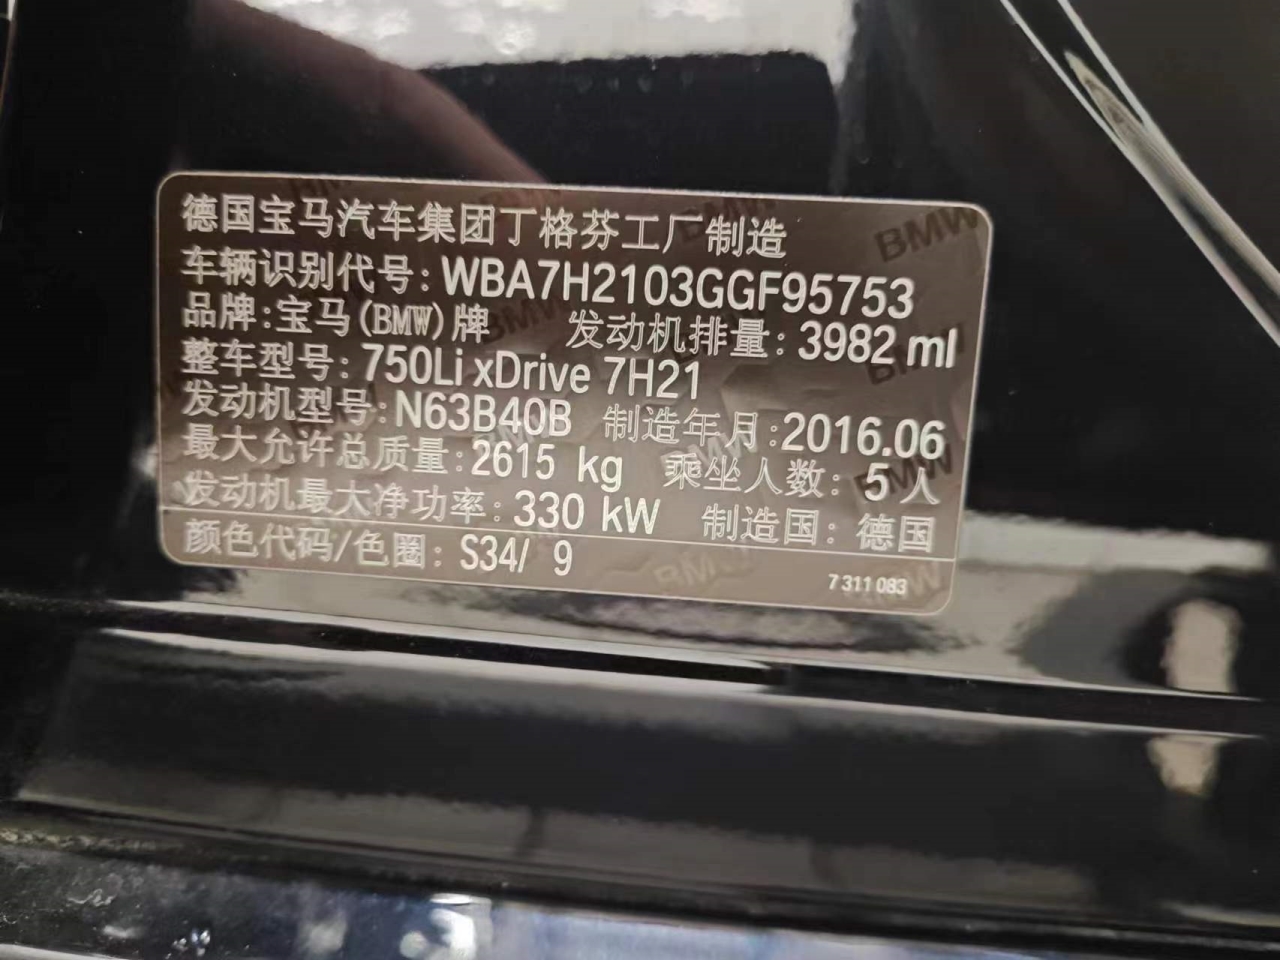 德国宝马汽车集团丁格芬工厂制造
车辆识别代号: WBA7H2103GGF95753
品牌:宝马(BMW)牌 发动机排量: 3982 ml
整车型号: 750Li xDrive 7H21
发动机型号: N63B40B 制造年月:2016.06
最大允许总质量:2615 kg 乘坐人数: 5人
发动机最大净功率: 330 kW 制造国: 德国
颜色代码/色圈: S34/ 9
7 311 083